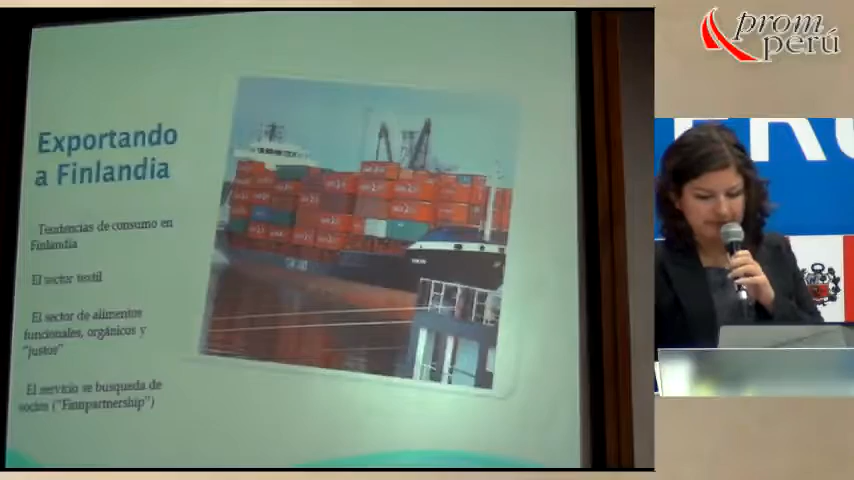 prom
perú
Exportando
a Finlandia
Tendencias de consumo en
Finlandia
El sector textil
El sector de alimentos
funcionales, orgánicos y
"justos"
El servicio se busqueda de
socios ("Finnpartnership")